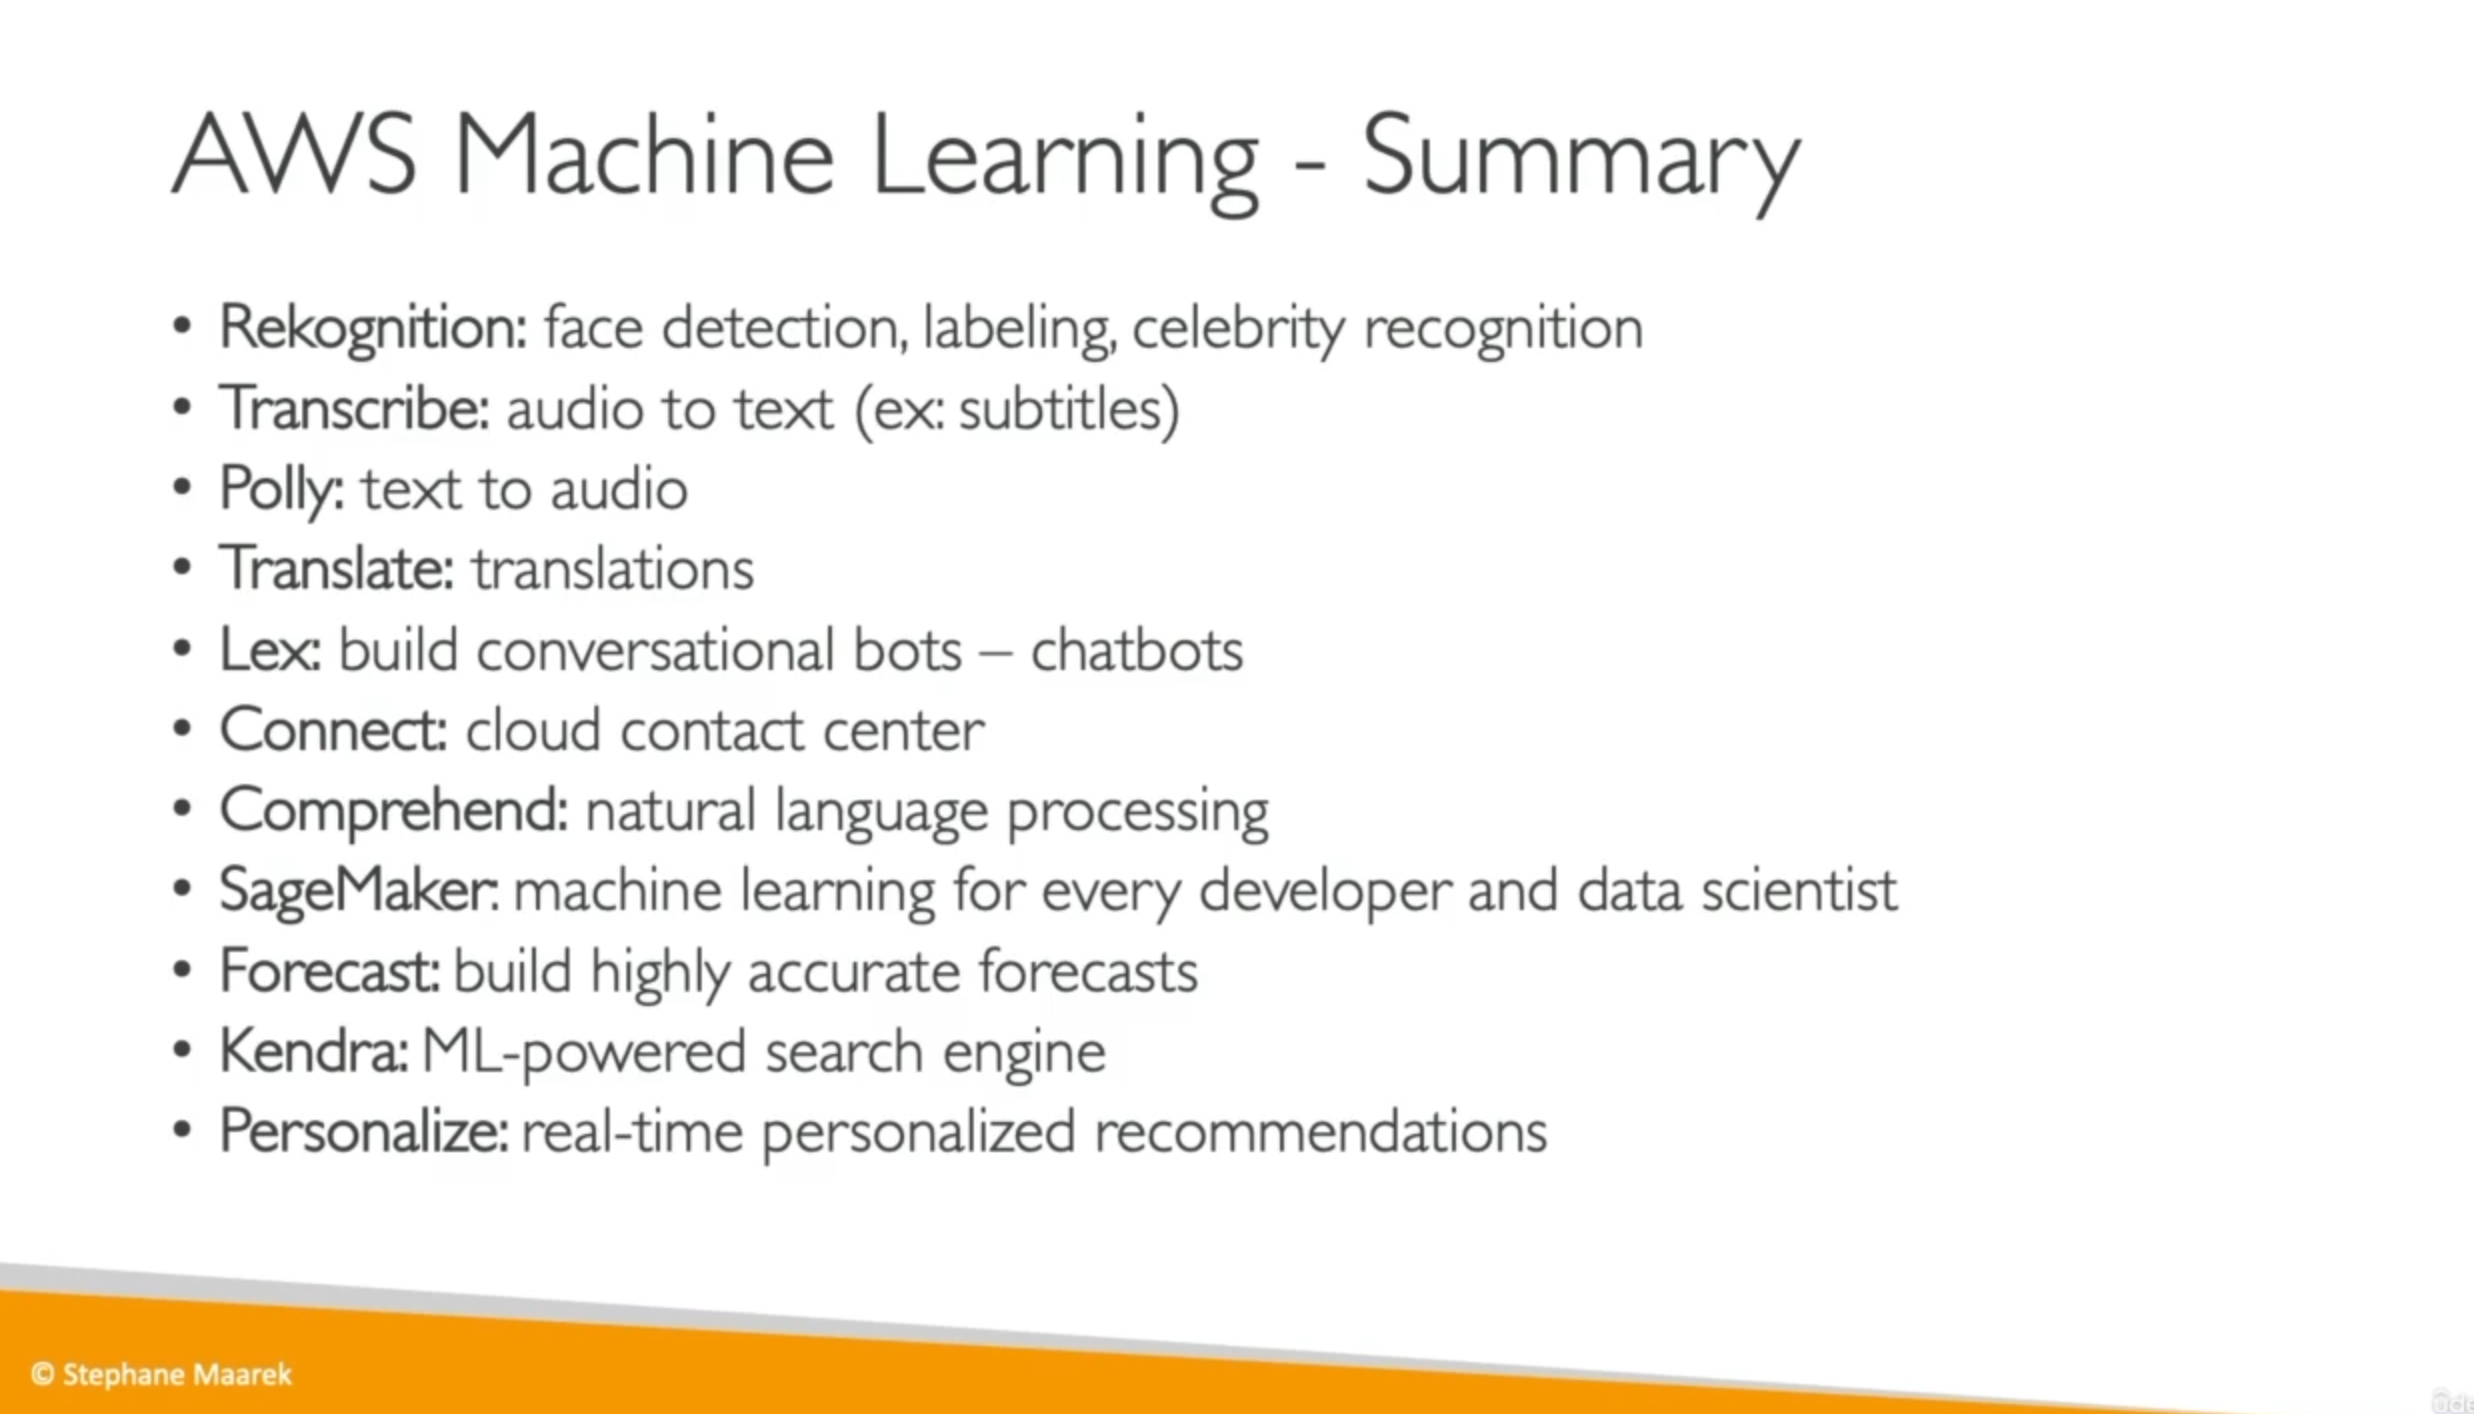 AWS Machine Learning - Summary
• Rekognition: face detection, labeling, celebrity recognition
• Transcribe: audio to text (ex: subtitles)
• Polly: text to audio
• Translate: translations
• Lex: build conversational bots – chatbots
• Connect: cloud contact center
• Comprehend: natural language processing
• SageMaker: machine learning for every developer and data scientist
• Forecast: build highly accurate forecasts
• Kendra: ML-powered search engine
• Personalize: real-time personalized recommendations
© Stephane Maarek